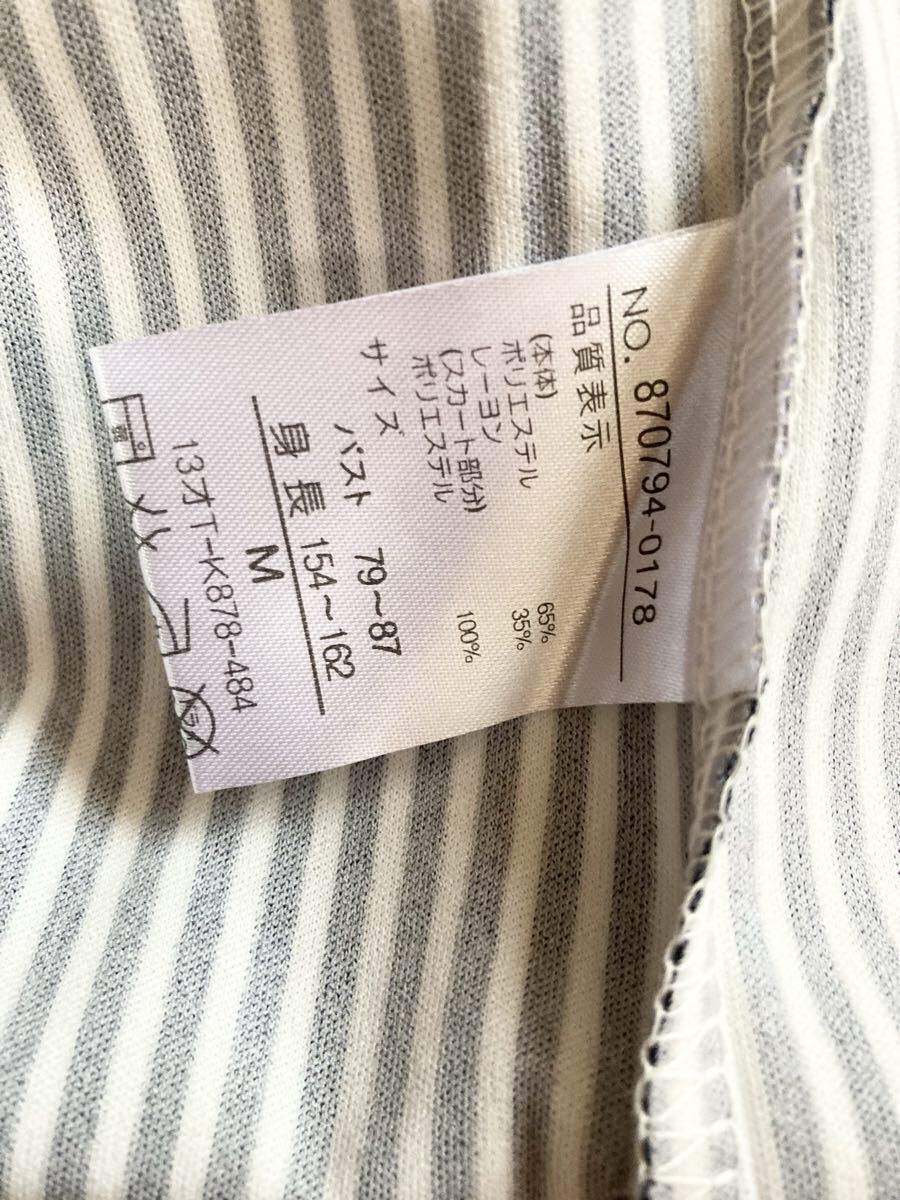 NO. 870794-0178
品質表示
(本体)
ポリエステル 65%
レーヨン 35%
(スカート部分)
ポリエステル 100%
サイズ
バスト 79～87
身長 154～162
M
13オT-K878-484